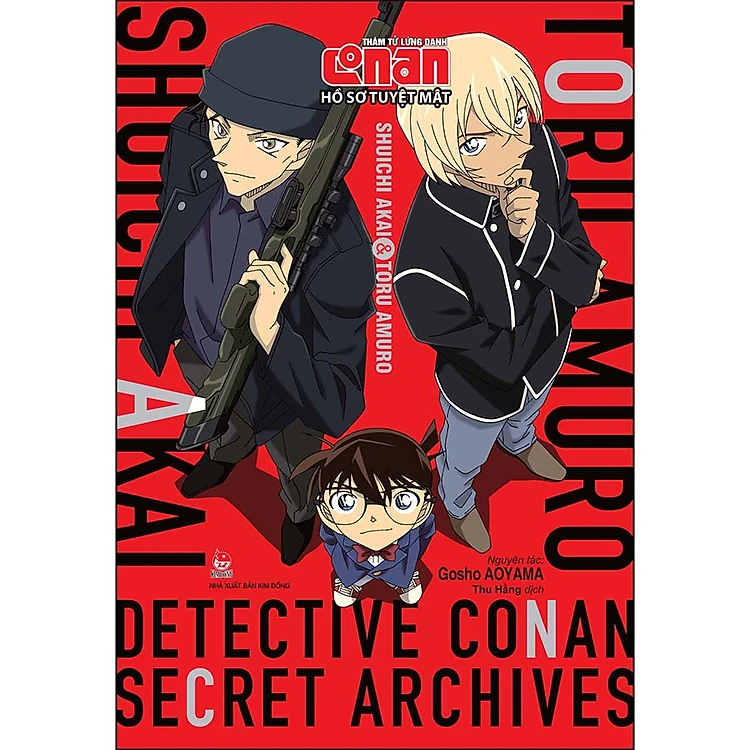 THÁM TỬ LỪNG DANH
Conan
HỒ SƠ TUYỆT MẬT
SHUICHI AKAI & TORU AMURO
SHUICHI AKAI
TORU AMURO
Nguyên tác:
Gosho AOYAMA
Thu Hằng dịch
NHÀ XUẤT BẢN KIM ĐỒNG
DETECTIVE CONAN
SECRET ARCHIVES